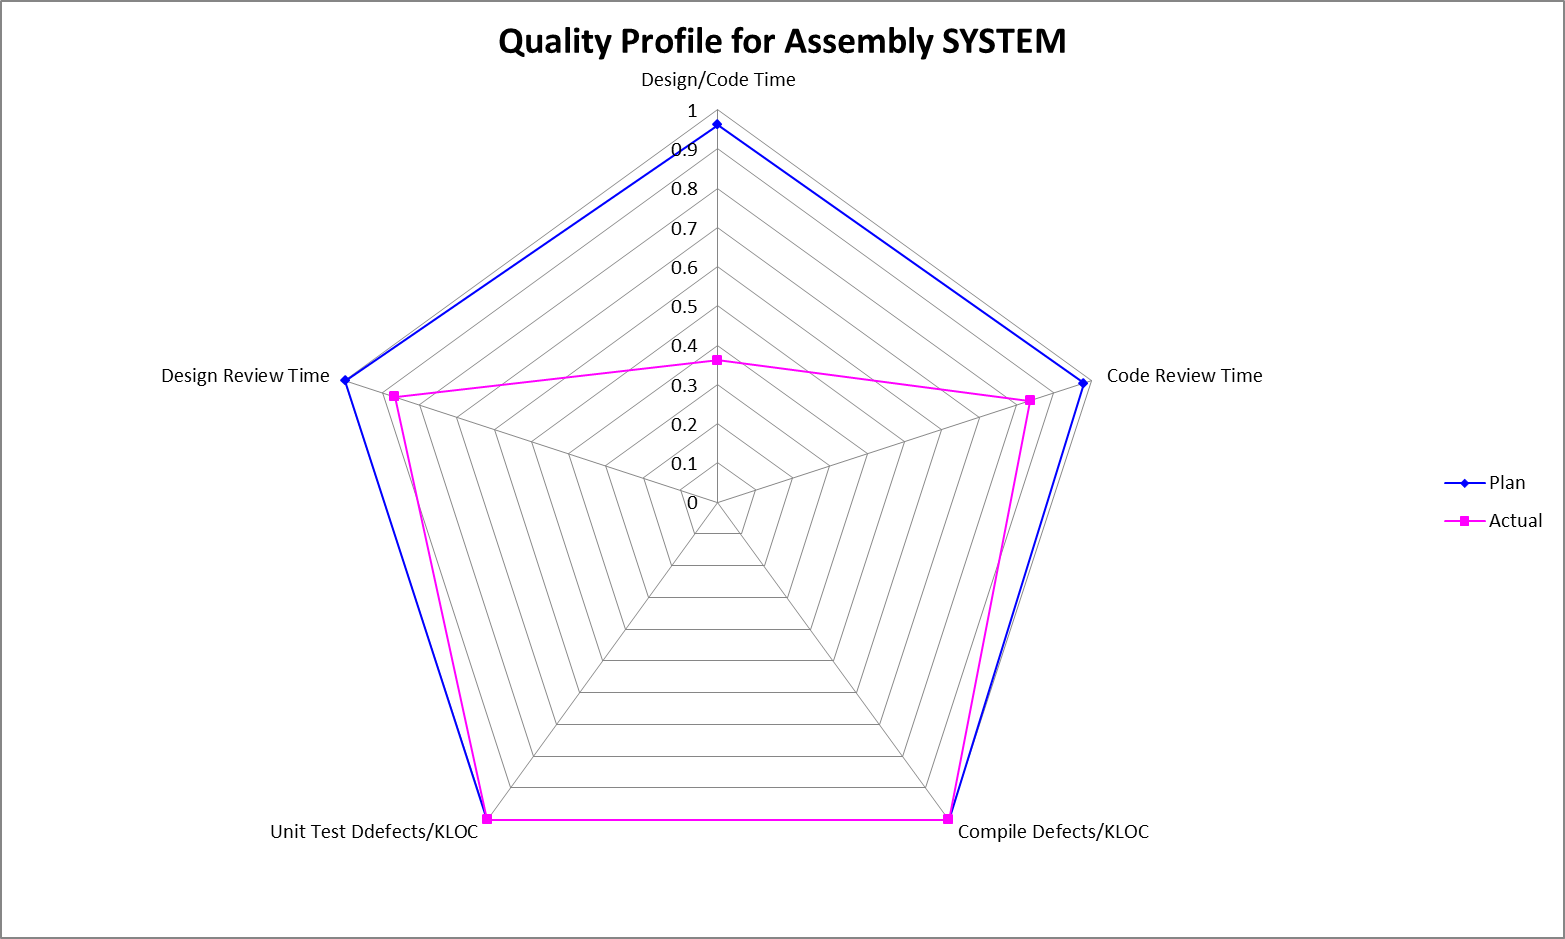 Quality Profile for Assembly SYSTEM
Design/Code Time
1
0.9
0.8
0.7
0.6
0.5
0.4
0.3
0.2
0.1
0
Design Review Time
Code Review Time
Plan
Actual
Unit Test Ddefects/KLOC
Compile Defects/KLOC